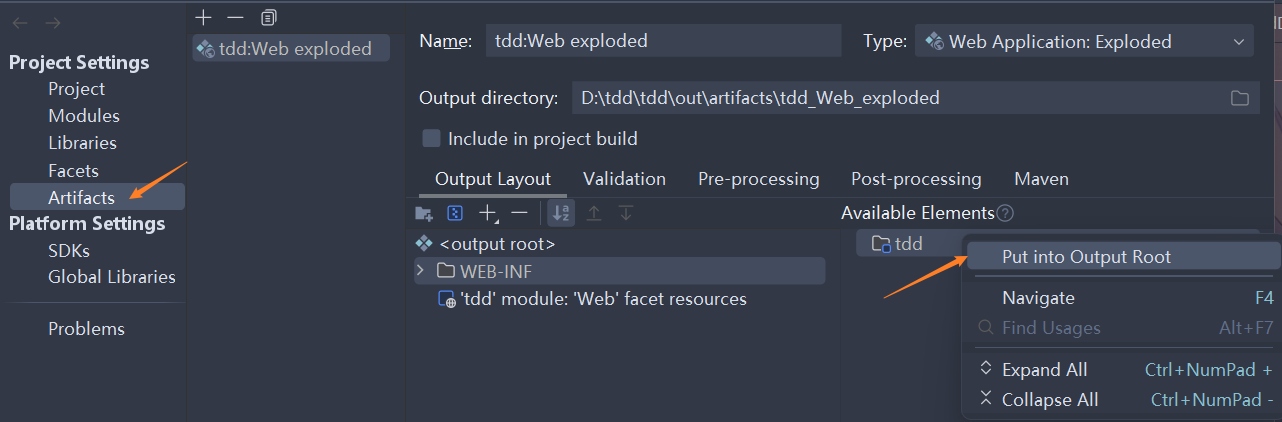 Project Settings
Project
Modules
Libraries
Facets
Artifacts
Platform Settings
SDKs
Global Libraries
Problems
tdd:Web exploded
Name: tdd:Web exploded
Type: Web Application: Exploded
Output directory: D:\tdd\tdd\out\artifacts\tdd_Web_exploded
Include in project build
Output Layout Validation Pre-processing Post-processing Maven
Available Elements
<output root>
WEB-INF
'tdd' module: 'Web' facet resources
tdd
Put into Output Root
Navigate F4
Find Usages Alt+F7
Expand All Ctrl+NumPad +
Collapse All Ctrl+NumPad -